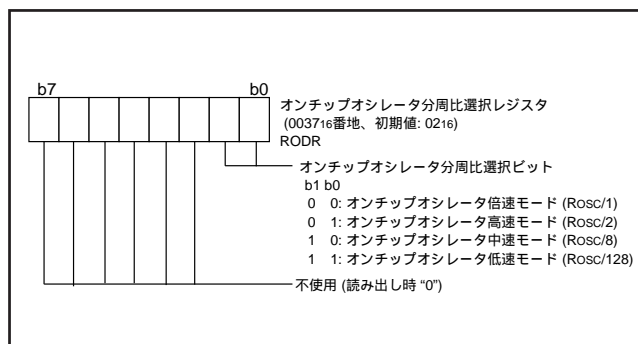 b7 b0
オンチップオシレータ分周比選択レジスタ
(003716番地、初期値: 0216)
RODR
オンチップオシレータ分周比選択ビット
b1 b0
0 0: オンチップオシレータ倍速モード (ROSC/1)
0 1: オンチップオシレータ高速モード (ROSC/2)
1 0: オンチップオシレータ中速モード (ROSC/8)
1 1: オンチップオシレータ低速モード (ROSC/128)
不使用 (読み出し時 “0”)